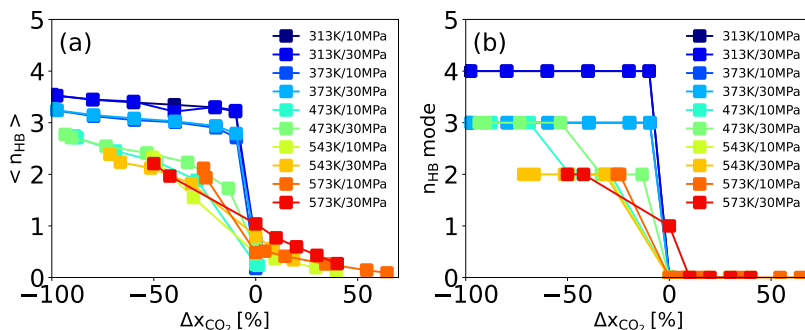 (a)
313K/10MPa
313K/30MPa
373K/10MPa
373K/30MPa
473K/10MPa
473K/30MPa
543K/10MPa
543K/30MPa
573K/10MPa
573K/30MPa
5
4
3
2
1
0
< n_HB >
−100
−50
0
50
Δx_CO₂ [%]
(b)
313K/10MPa
313K/30MPa
373K/10MPa
373K/30MPa
473K/10MPa
473K/30MPa
543K/10MPa
543K/30MPa
573K/10MPa
573K/30MPa
5
4
3
2
1
0
n_HB mode
−100
−50
0
50
Δx_CO₂ [%]